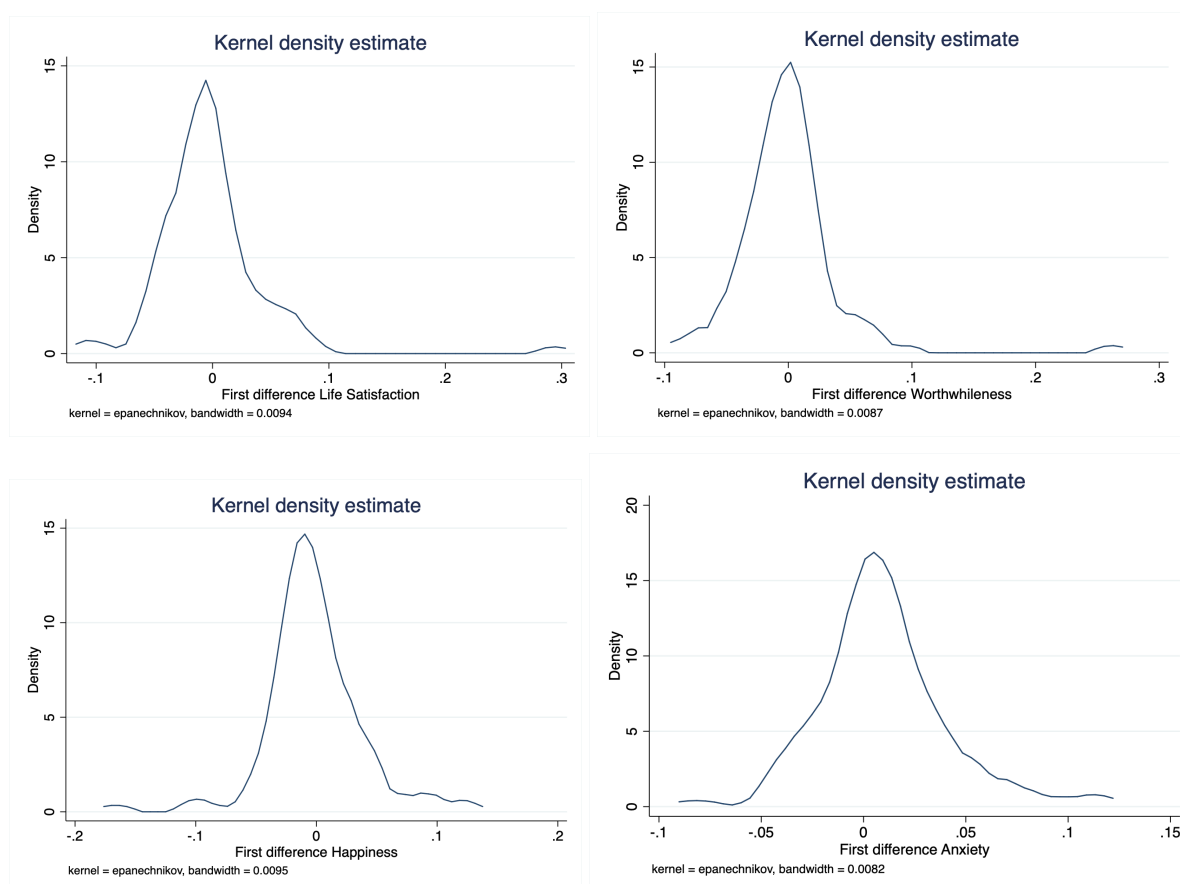 Kernel density estimate
15
10
5
0
Density
-.1 0 .1 .2 .3
First difference Life Satisfaction
kernel = epanechnikov, bandwidth = 0.0094
Kernel density estimate
15
10
5
0
Density
-.1 0 .1 .2 .3
First difference Worthwhileness
kernel = epanechnikov, bandwidth = 0.0087
Kernel density estimate
15
10
5
0
Density
-.2 -.1 0 .1 .2
First difference Happiness
kernel = epanechnikov, bandwidth = 0.0095
Kernel density estimate
20
15
10
5
0
Density
-.1 -.05 0 .05 .1 .15
First difference Anxiety
kernel = epanechnikov, bandwidth = 0.0082